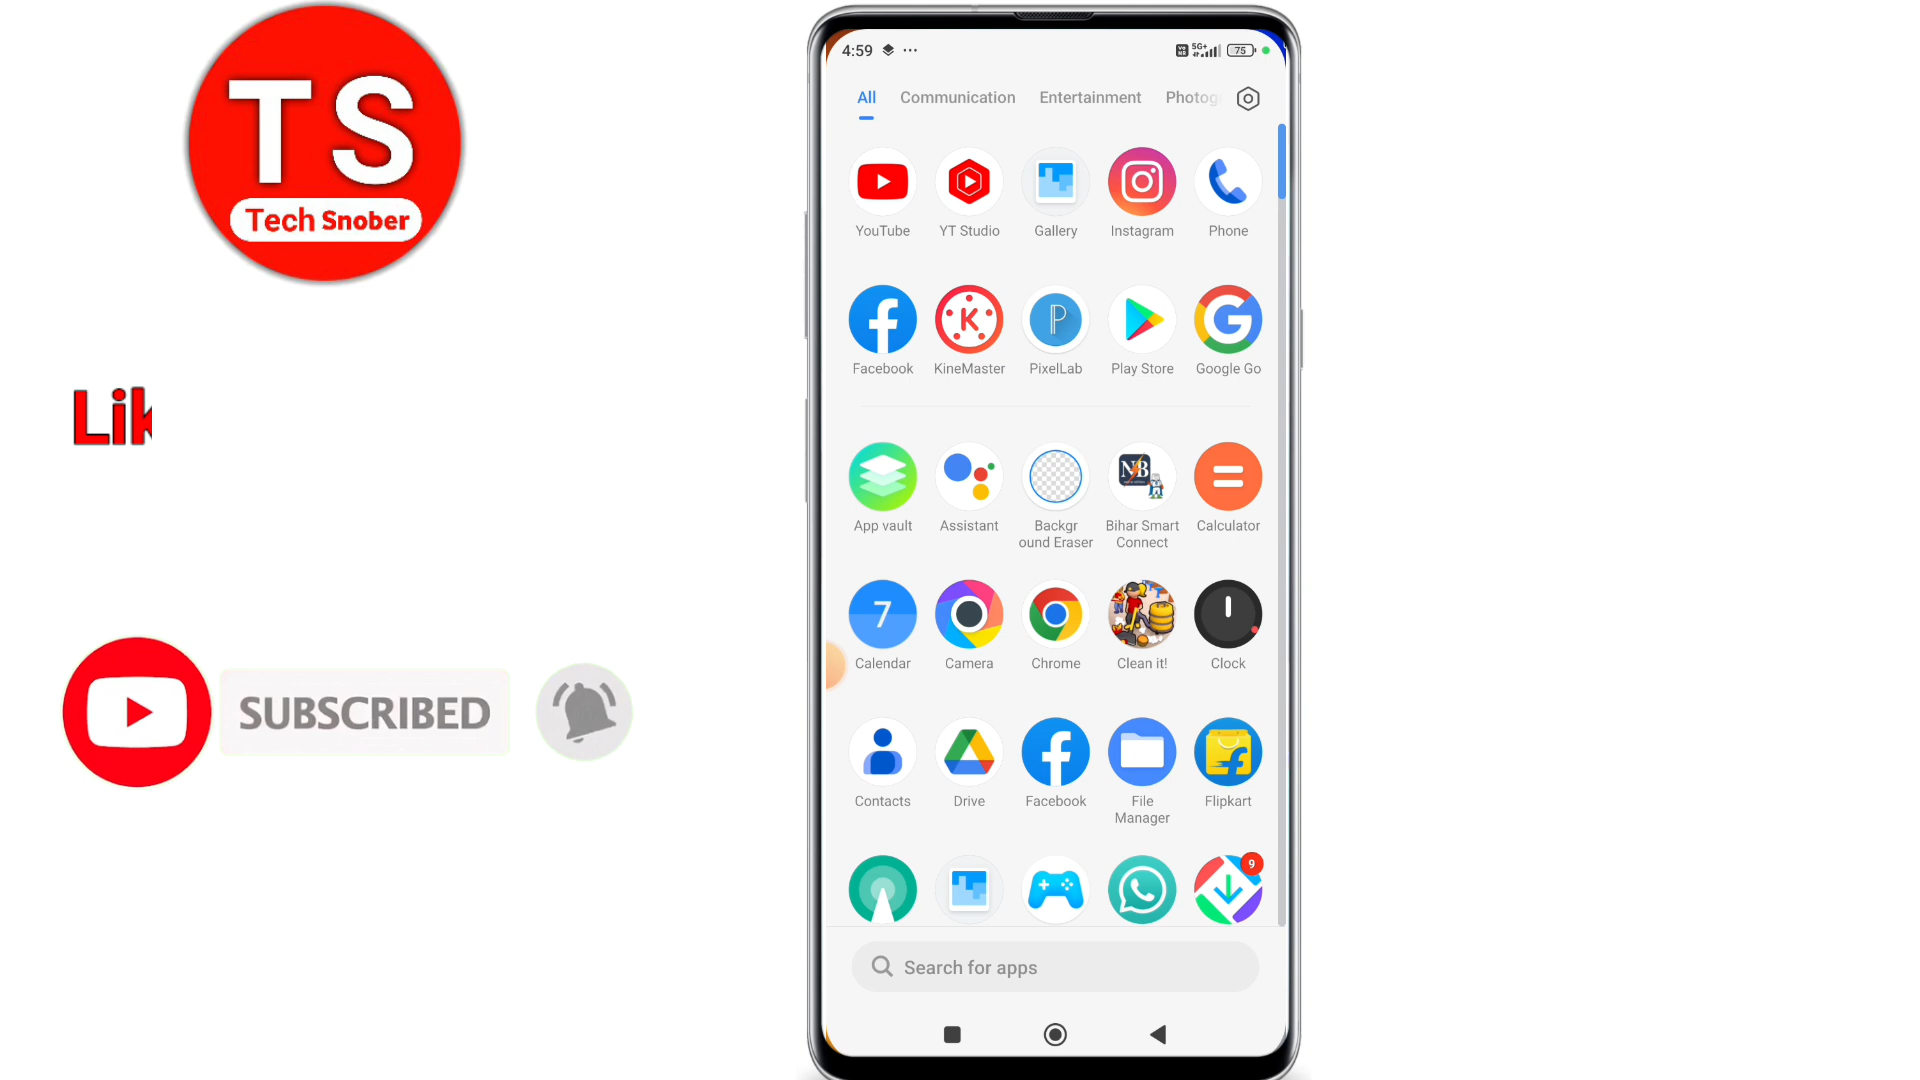 T S
Tech Snober
Lik
SUBSCRIBED
4:59
5G+
75
All Communication Entertainment Photog
YouTube YT Studio Gallery Instagram Phone
K P
Facebook KineMaster PixelLab Play Store Google Go
NB
App vault Assistant Backgr
ound Eraser Bihar Smart
Connect Calculator
7
Calendar Camera Chrome Clean it! Clock
Contacts Drive Facebook File
Manager Flipkart
9
Search for apps